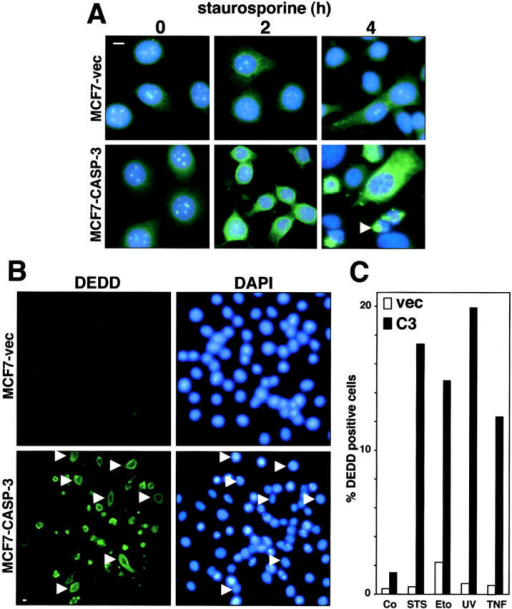 A
staurosporine (h)
0 2 4
MCF7-vec
MCF7-CASP-3
B
DEDD DAPI
MCF7-vec
MCF7-CASP-3
C
vec
C3
% DEDD positive cells
20
10
0
Co STS Eto UV TNF